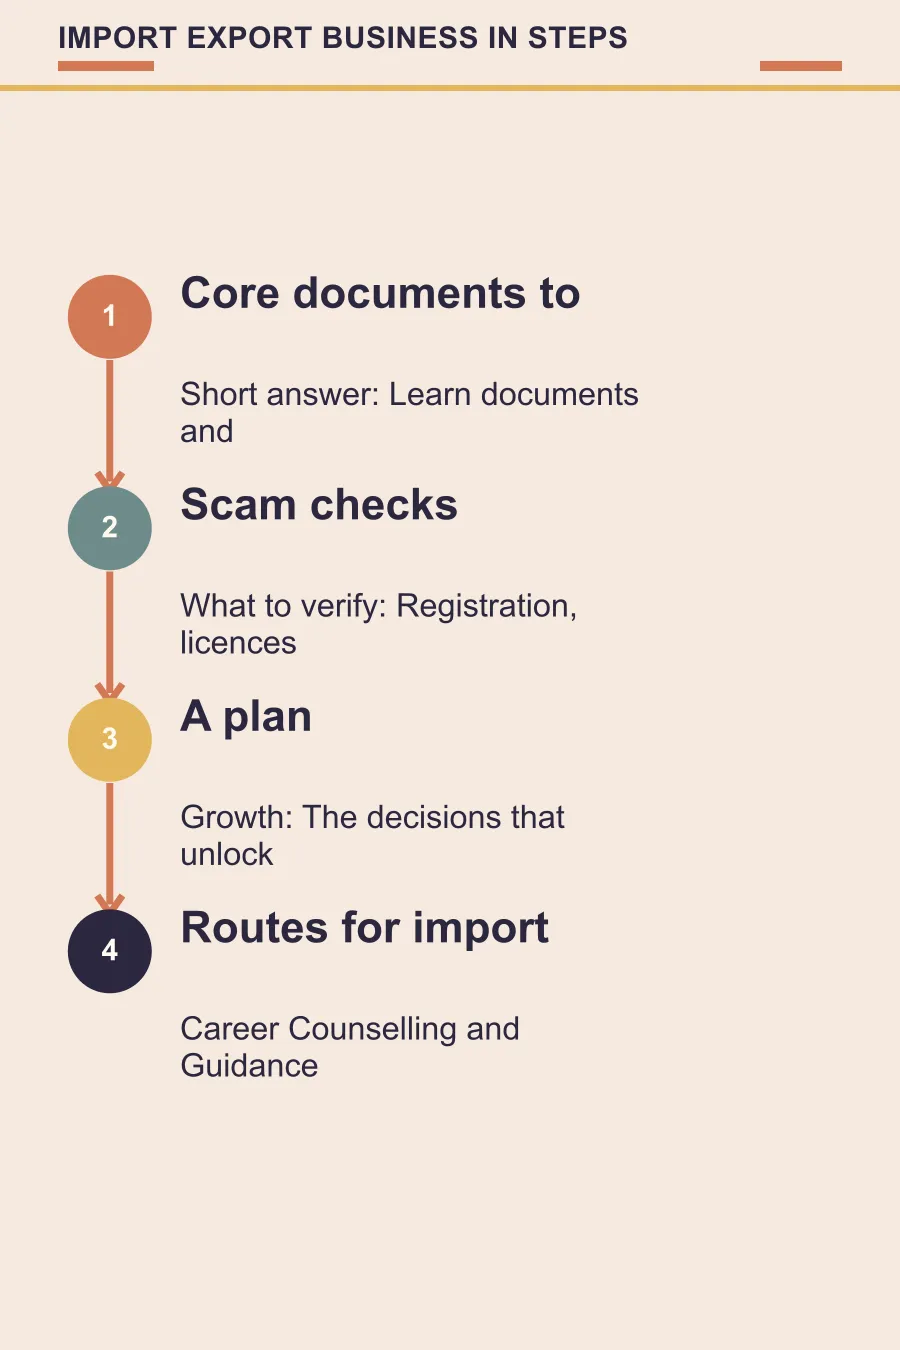 IMPORT EXPORT BUSINESS IN STEPS
1
Core documents to
Short answer: Learn documents
and
2
Scam checks
What to verify: Registration,
licences
3
A plan
Growth: The decisions that
unlock
4
Routes for import
Career Counselling and
Guidance